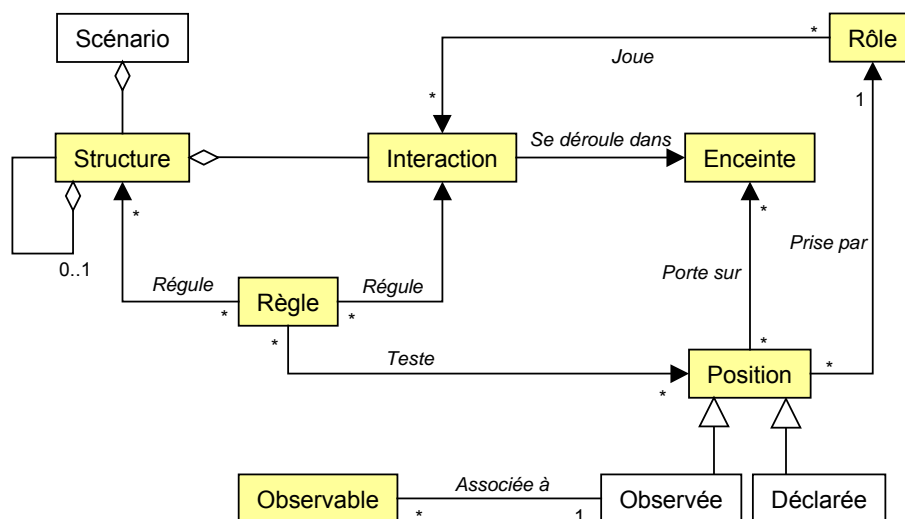 Scénario
* Rôle
Joue
1
*
Structure
Interaction
Se déroule dans
Enceinte
*
*
Prise par
0..1
Régule
Régule
Porte sur
* Règle *
*
*
Teste
Position
*
*
Associée à
Observable
Observée
Déclarée
*
1